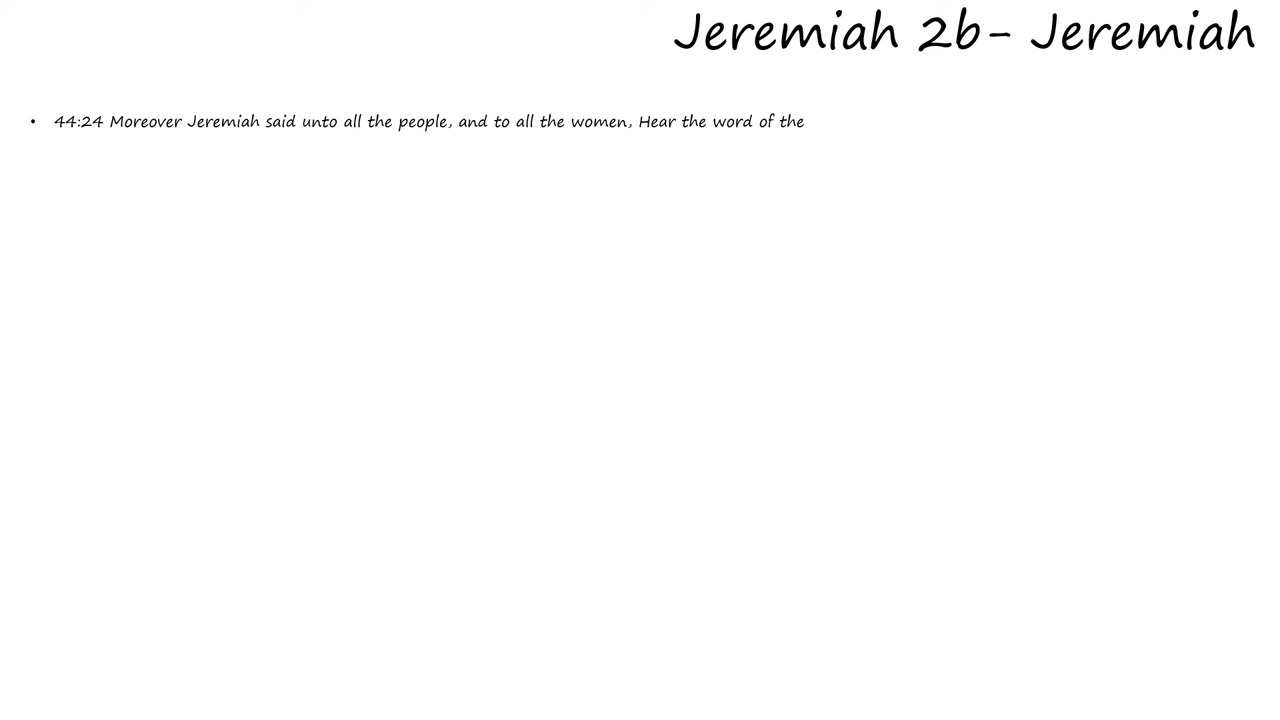 Jeremiah 2b- Jeremiah
• 44:24 Moreover Jeremiah said unto all the people, and to all the women, Hear the word of the